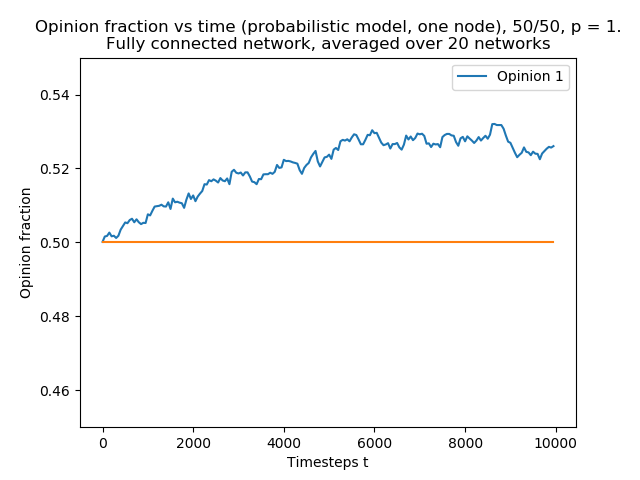 Opinion fraction vs time (probabilistic model, one node), 50/50, p = 1.
Fully connected network, averaged over 20 networks
Opinion 1
0.54
0.52
0.50
0.48
0.46
Opinion fraction
0 2000 4000 6000 8000 10000
Timesteps t